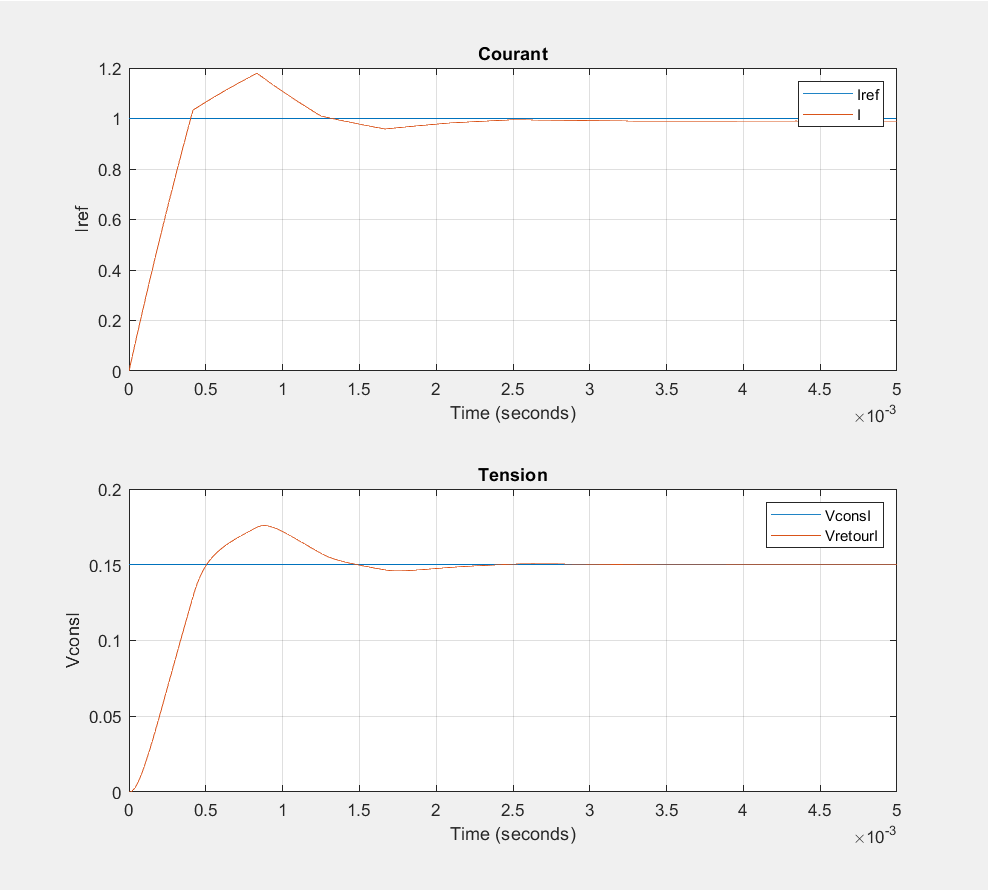 Courant
1.2
1
0.8
0.6
0.4
0.2
0
Iref
Iref
I
0 0.5 1 1.5 2 2.5 3 3.5 4 4.5 5
Time (seconds)
×10-3
Tension
0.2
0.15
0.1
0.05
0
VconsI
VconsI
VretourI
0 0.5 1 1.5 2 2.5 3 3.5 4 4.5 5
Time (seconds)
×10-3